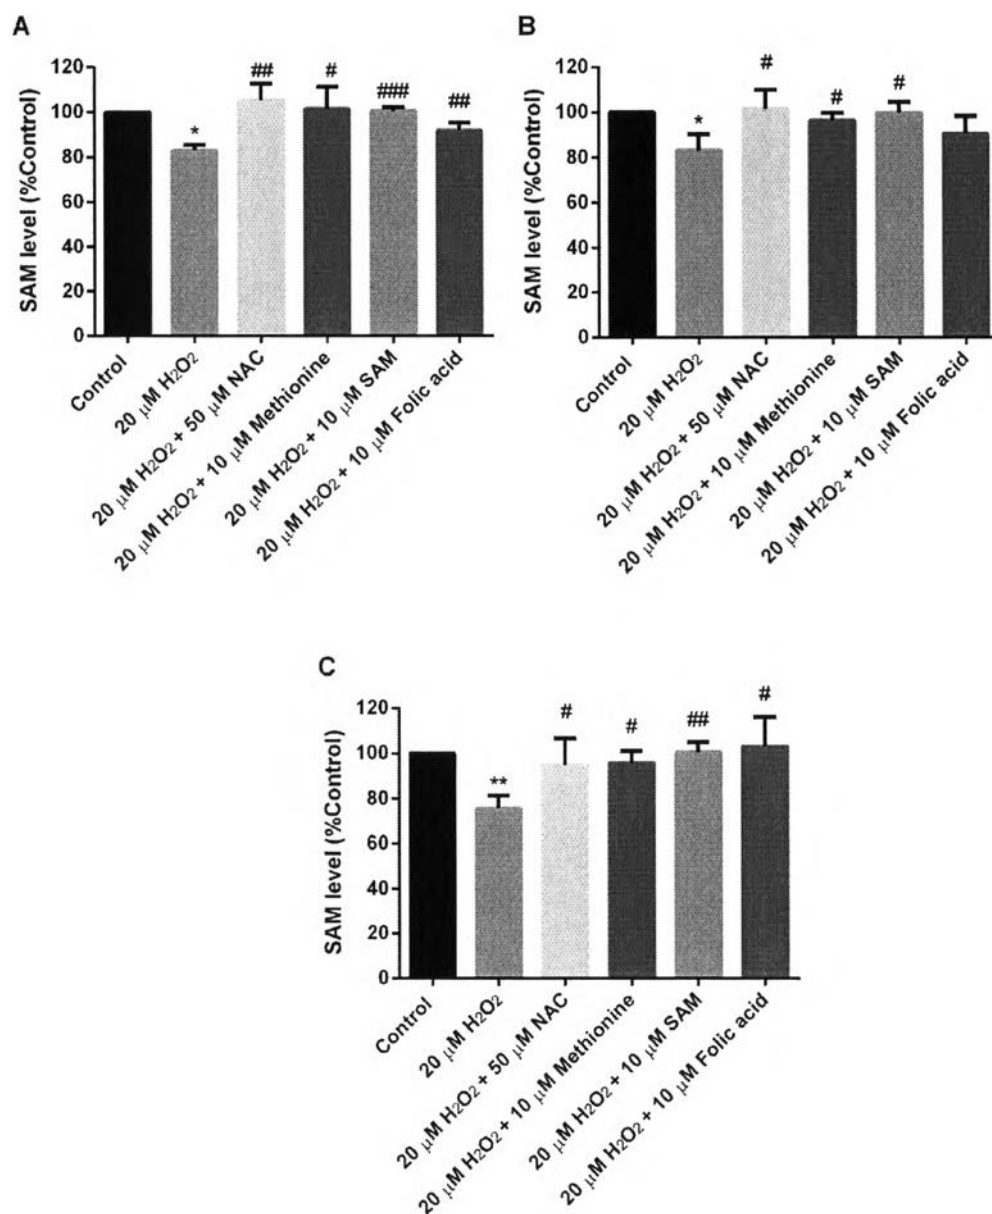 A
SAM level (%Control)
120
100
80
60
40
20
0
*
##
#
###
##
Control
20 μM H₂O₂
20 μM H₂O₂ + 50 μM NAC
20 μM H₂O₂ + 10 μM Methionine
20 μM H₂O₂ + 10 μM SAM
20 μM H₂O₂ + 10 μM Folic acid
B
SAM level (%Control)
120
100
80
60
40
20
0
*
#
#
#
Control
20 μM H₂O₂
20 μM H₂O₂ + 50 μM NAC
20 μM H₂O₂ + 10 μM Methionine
20 μM H₂O₂ + 10 μM SAM
20 μM H₂O₂ + 10 μM Folic acid
C
SAM level (%Control)
120
100
80
60
40
20
0
**
#
#
##
#
Control
20 μM H₂O₂
20 μM H₂O₂ + 50 μM NAC
20 μM H₂O₂ + 10 μM Methionine
20 μM H₂O₂ + 10 μM SAM
20 μM H₂O₂ + 10 μM Folic acid